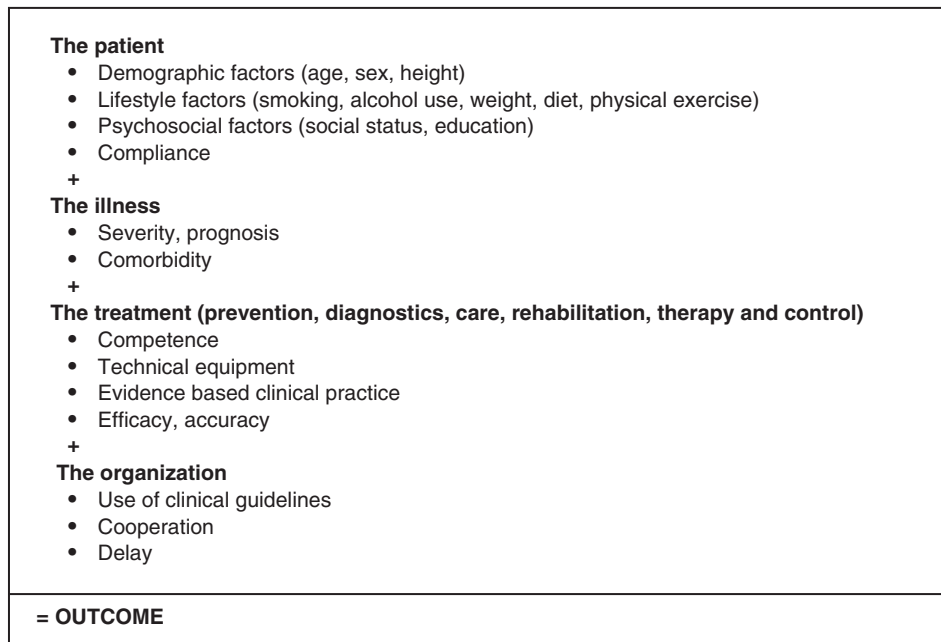 The patient
• Demographic factors (age, sex, height)
• Lifestyle factors (smoking, alcohol use, weight, diet, physical exercise)
• Psychosocial factors (social status, education)
• Compliance
+
The illness
• Severity, prognosis
• Comorbidity
+
The treatment (prevention, diagnostics, care, rehabilitation, therapy and control)
• Competence
• Technical equipment
• Evidence based clinical practice
• Efficacy, accuracy
+
The organization
• Use of clinical guidelines
• Cooperation
• Delay
= OUTCOME